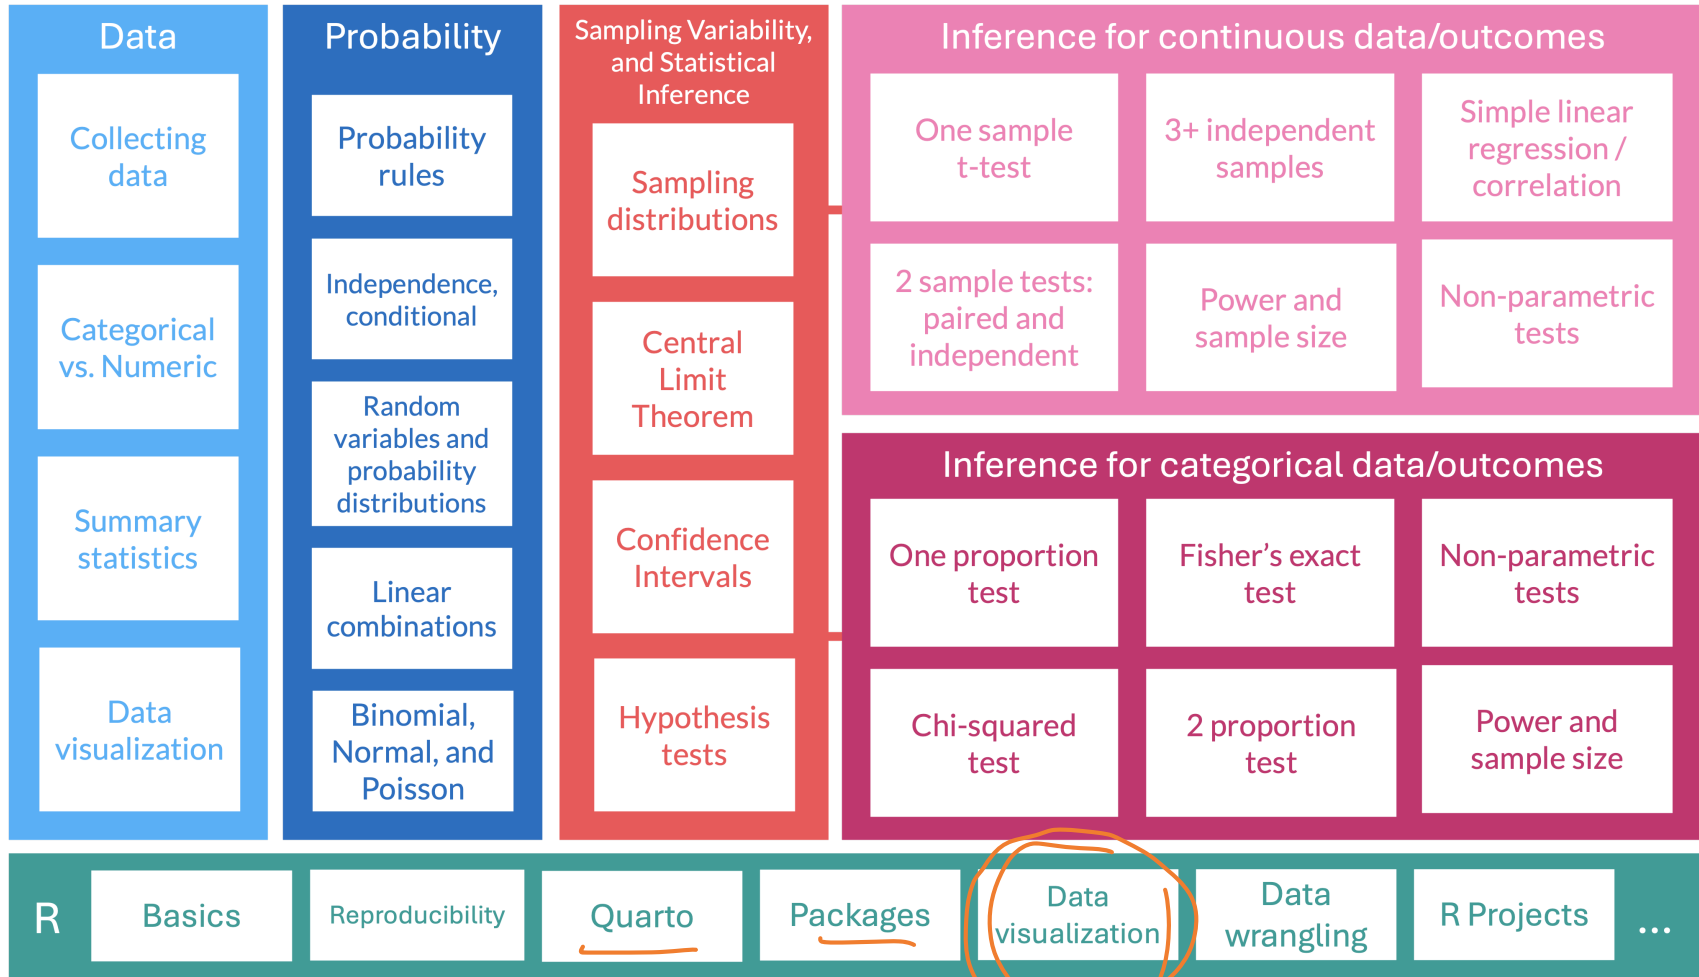 Data
Collecting
data
Categorical
vs. Numeric
Summary
statistics
Data
visualization
Probability
Probability
rules
Independence,
conditional
Random
variables and
probability
distributions
Linear
combinations
Binomial,
Normal, and
Poisson
Sampling Variability,
and Statistical
Inference
Sampling
distributions
Central
Limit
Theorem
Confidence
Intervals
Hypothesis
tests
Inference for continuous data/outcomes
One sample
t-test
3+ independent
samples
Simple linear
regression /
correlation
2 sample tests:
paired and
independent
Power and
sample size
Non-parametric
tests
Inference for categorical data/outcomes
One proportion
test
Fisher’s exact
test
Non-parametric
tests
Chi-squared
test
2 proportion
test
Power and
sample size
R
Basics
Reproducibility
Quarto
Packages
Data
visualization
Data
wrangling
R Projects
...